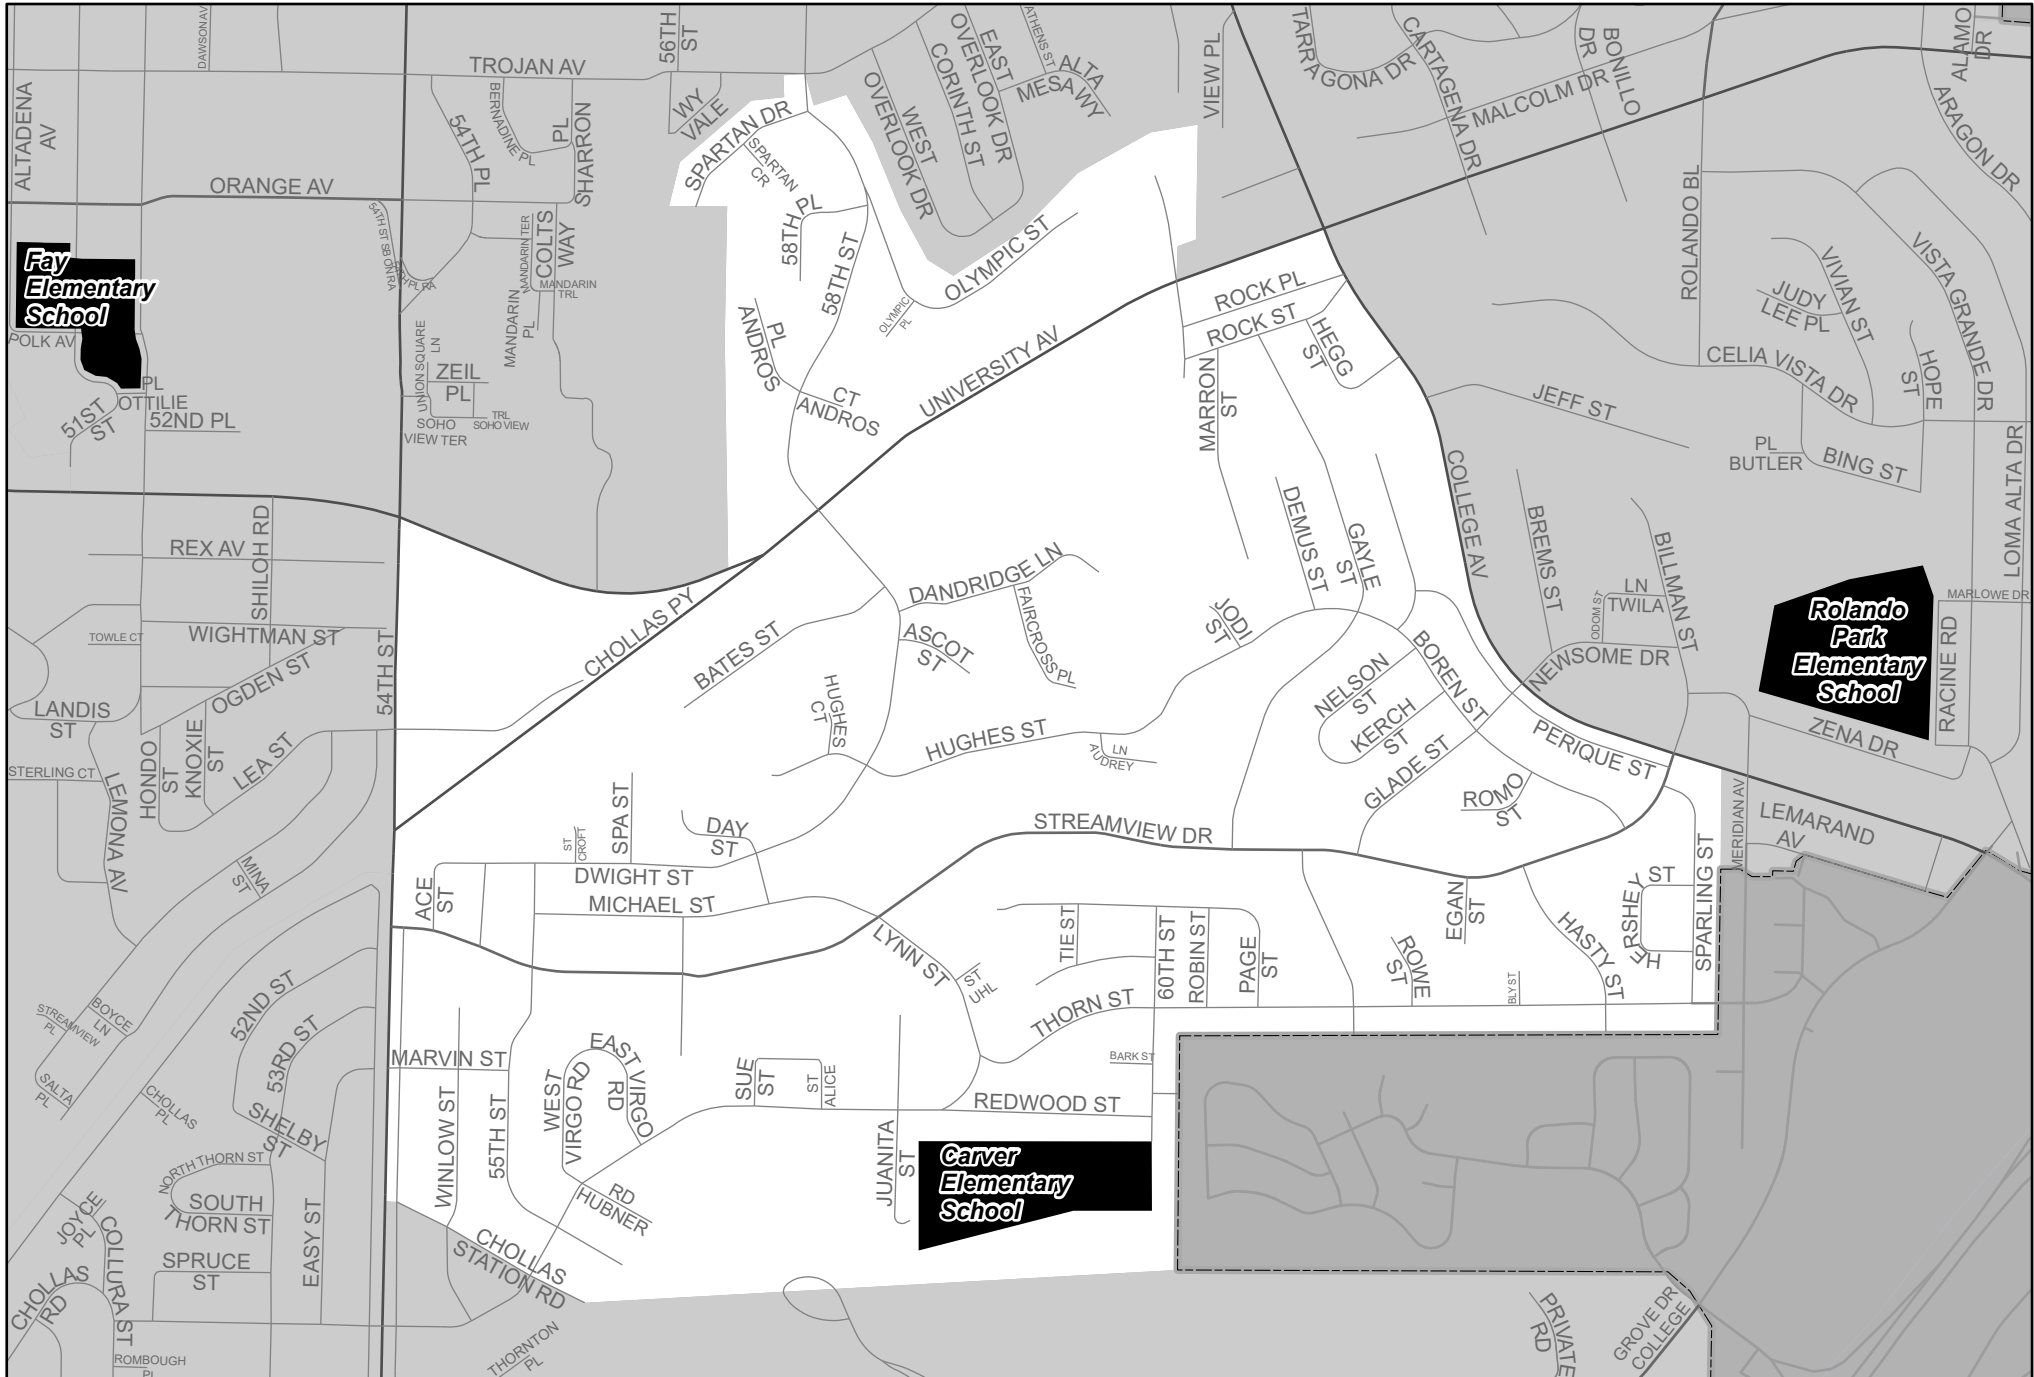 DAWSON AV
56TH
ST
ATHENS ST
EAST
OVERLOOK DR
CORINTH ST
WEST
OVERLOOK DR
ALTA
MESA WY
VIEW PL
TARRAGONA DR
CARTAGENA DR
BONILLO
DR
MALCOLM DR
ALAMO
DR
ARAGON DR
TROJAN AV
ALTADENA
AV
BERNADINE PL
54TH PL
PL
SHARRON
WY
VALE
SPARTAN DR
SPARTAN
CR
ORANGE AV
54TH ST SB ON RA
MANDARIN TER
COLTS
WAY
MANDARIN
TRL
MANDARIN
PL
58TH PL
58TH ST
OLYMPIC ST
OLYMPIC
PL
ROLANDO BL
VIVIAN ST
VISTA GRANDE DR
JUDY
LEE PL
Fay
Elementary
School
POLK AV
PL
OTTILIE
51ST
ST
52ND PL
UNION SQUARE
LN
ZEIL
PL
SOHO
VIEW TER
TRL
SOHO VIEW
PL
ANDROS
CT
ANDROS
UNIVERSITY AV
ROCK PL
ROCK ST
HEGG
ST
MARRON
ST
CELIA VISTA DR
HOPE
ST
JEFF ST
PL
BUTLER
BING ST
LOMA ALTA DR
COLLEGE AV
SHILOH RD
REX AV
WIGHTMAN ST
TOWLE CT
OGDEN ST
54TH ST
CHOLLAS PY
BATES ST
DANDRIDGE LN
FAIRCROSS PL
ASCOT
ST
DEMUS ST
GAYLE
ST
JODI
ST
BREMS ST
BILLMAN ST
LN
TWILA
ODOM ST
NEWSOME DR
MARLOWE DR
Rolando
Park
Elementary
School
RACINE RD
ZENA DR
LANDIS
ST
STERLING CT
LEMONA AV
HONDO
ST
KNOXIE
ST
LEA ST
MINA
ST
HUGHES
CT
HUGHES ST
LN
AUDREY
NELSON
ST
KERCH
ST
BOREN ST
GLADE ST
PERIQUE ST
ROMO
ST
SPA ST
ST
CROFT
DAY
ST
STREAMVIEW DR
MERIDIAN AV
LEMARAND
AV
ACE
ST
DWIGHT ST
MICHAEL ST
LYNN ST
ST
UHL
TIE ST
60TH ST
ROBIN ST
PAGE
ST
THORN ST
ROWE
ST
EGAN
ST
BLY ST
HASTY ST
HERSHEY
ST
SPARLING ST
STREAMVIEW
PL
BOYCE
LN
SALTA
PL
52ND ST
53RD ST
CHOLLAS
PL
SHELBY
ST
MARVIN ST
WINLOW ST
55TH ST
WEST
VIRGO RD
EAST VIRGO
RD
SUE
ST
ST
ALICE
BARK ST
REDWOOD ST
JUANITA
ST
Carver
Elementary
School
NORTH THORN ST
SOUTH
THORN ST
EASY ST
JOYCE
PL
COLLURA ST
SPRUCE
ST
CHOLLAS
RD
RD
HUBNER
CHOLLAS
STATION RD
ROMBOUGH
PL
THORNTON
PL
PRIVATE
RD
GROVE DR
COLLEGE